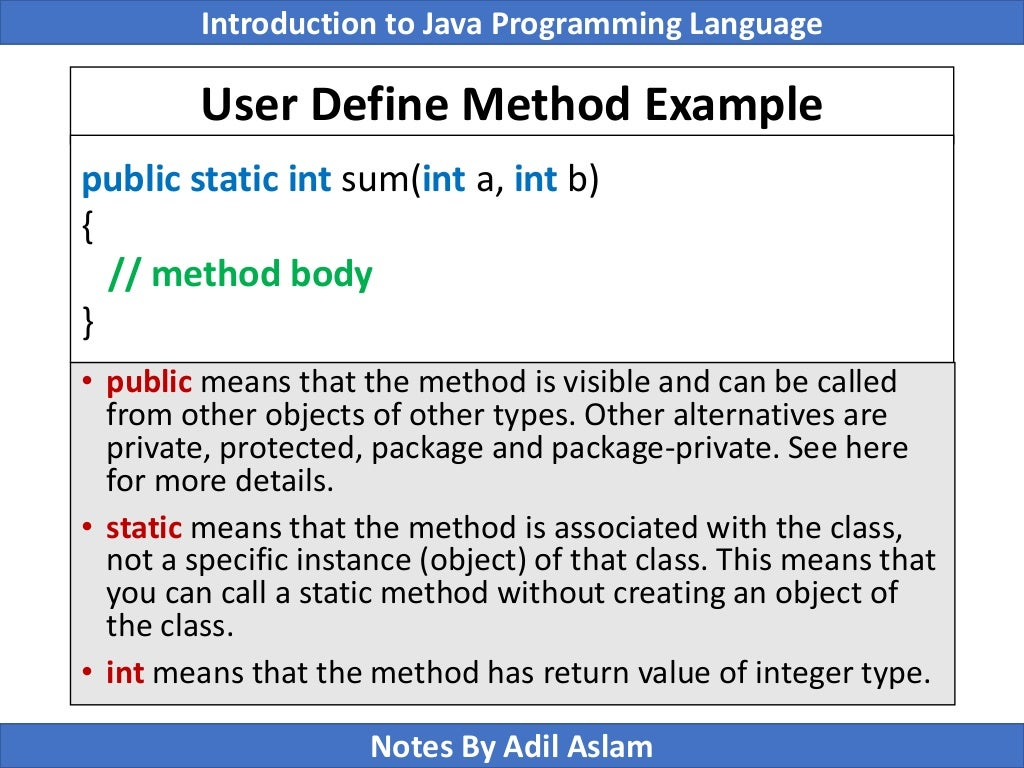 Introduction to Java Programming Language
User Define Method Example
public static int sum(int a, int b)
{
// method body
}
• public means that the method is visible and can be called
from other objects of other types. Other alternatives are
private, protected, package and package-private. See here
for more details.
• static means that the method is associated with the class,
not a specific instance (object) of that class. This means that
you can call a static method without creating an object of
the class.
• int means that the method has return value of integer type.
Notes By Adil Aslam